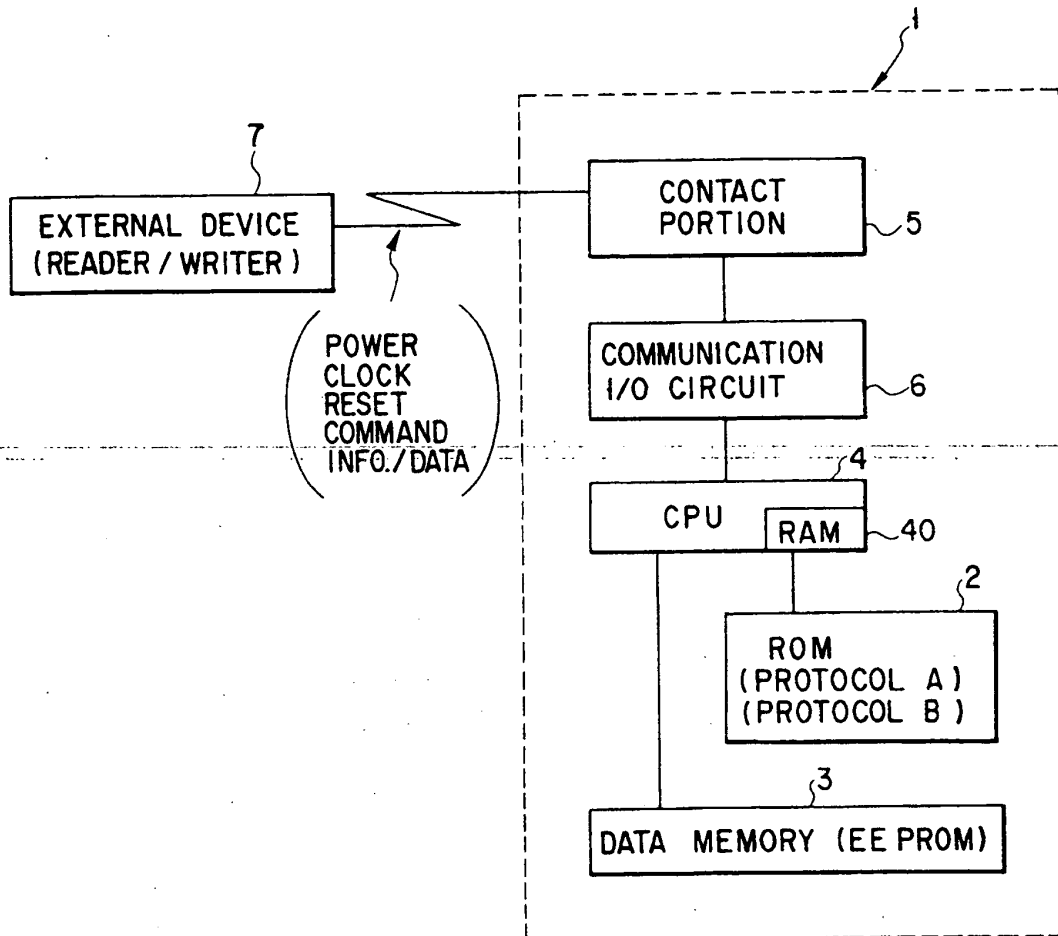 1
7
EXTERNAL DEVICE
(READER / WRITER)
CONTACT
PORTION
5
POWER
CLOCK
RESET
COMMAND
INFO./DATA
COMMUNICATION
I/O CIRCUIT
6
4
CPU
RAM
40
2
ROM
(PROTOCOL A)
(PROTOCOL B)
3
DATA MEMORY (EE PROM)